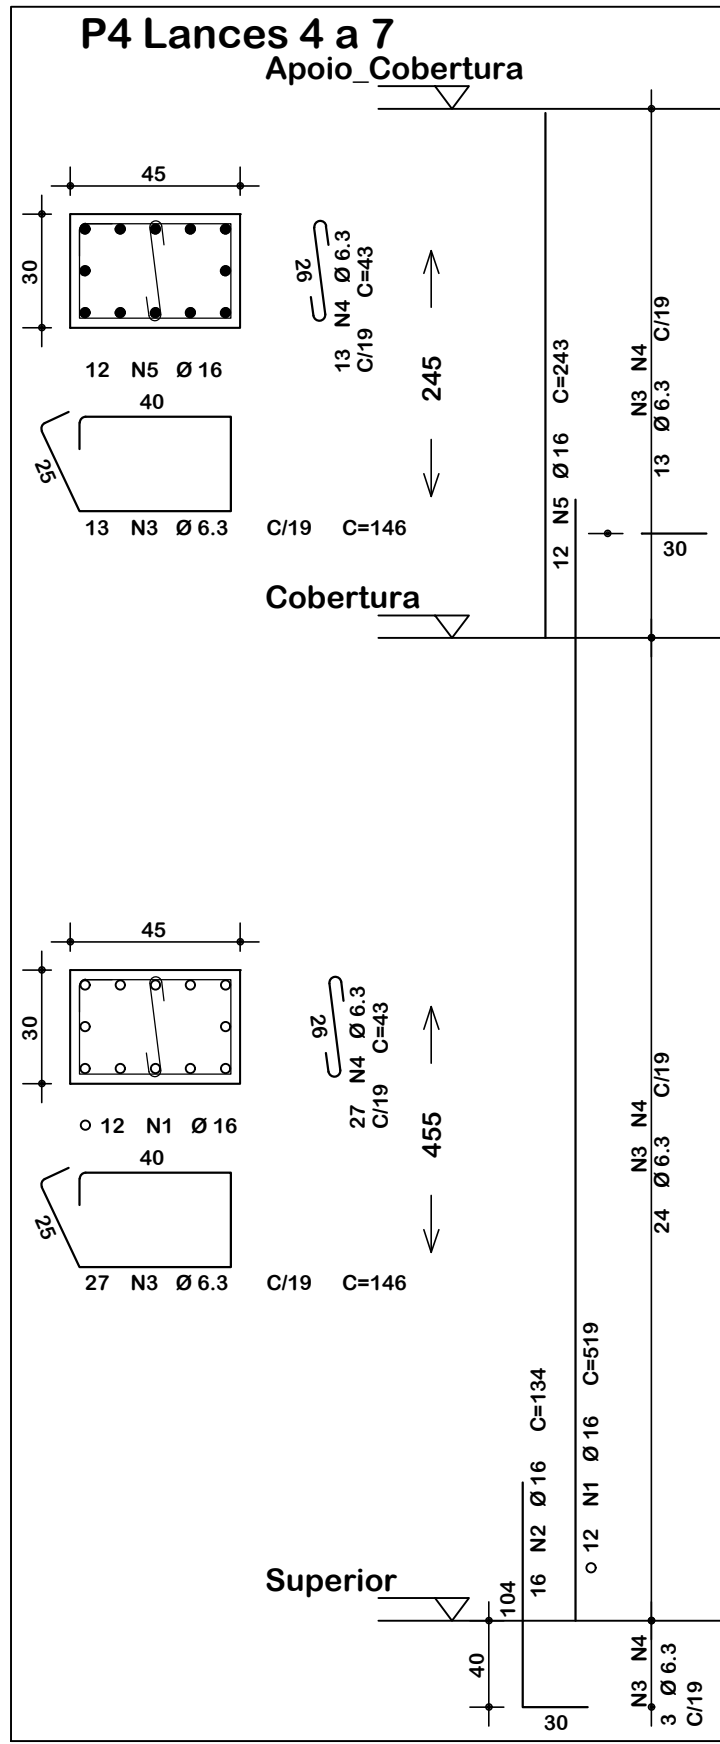 P4 Lances 4 a 7
Apoio_Cobertura
45
30
12 N5 Ø 16
26
13 N4 Ø 6.3
C/19 C=43
245
40
25
13 N3 Ø 6.3 C/19 C=146
12 N5 Ø 16 C=243
N3 N4
13 Ø 6.3 C/19
30
Cobertura
45
30
12 N1 Ø 16
26
27 N4 Ø 6.3
C/19 C=43
455
40
25
27 N3 Ø 6.3 C/19 C=146
N3 N4
24 Ø 6.3 C/19
16 N2 Ø 16 C=134
12 N1 Ø 16 C=519
Superior
104
40
30
N3 N4
3 Ø 6.3
C/19